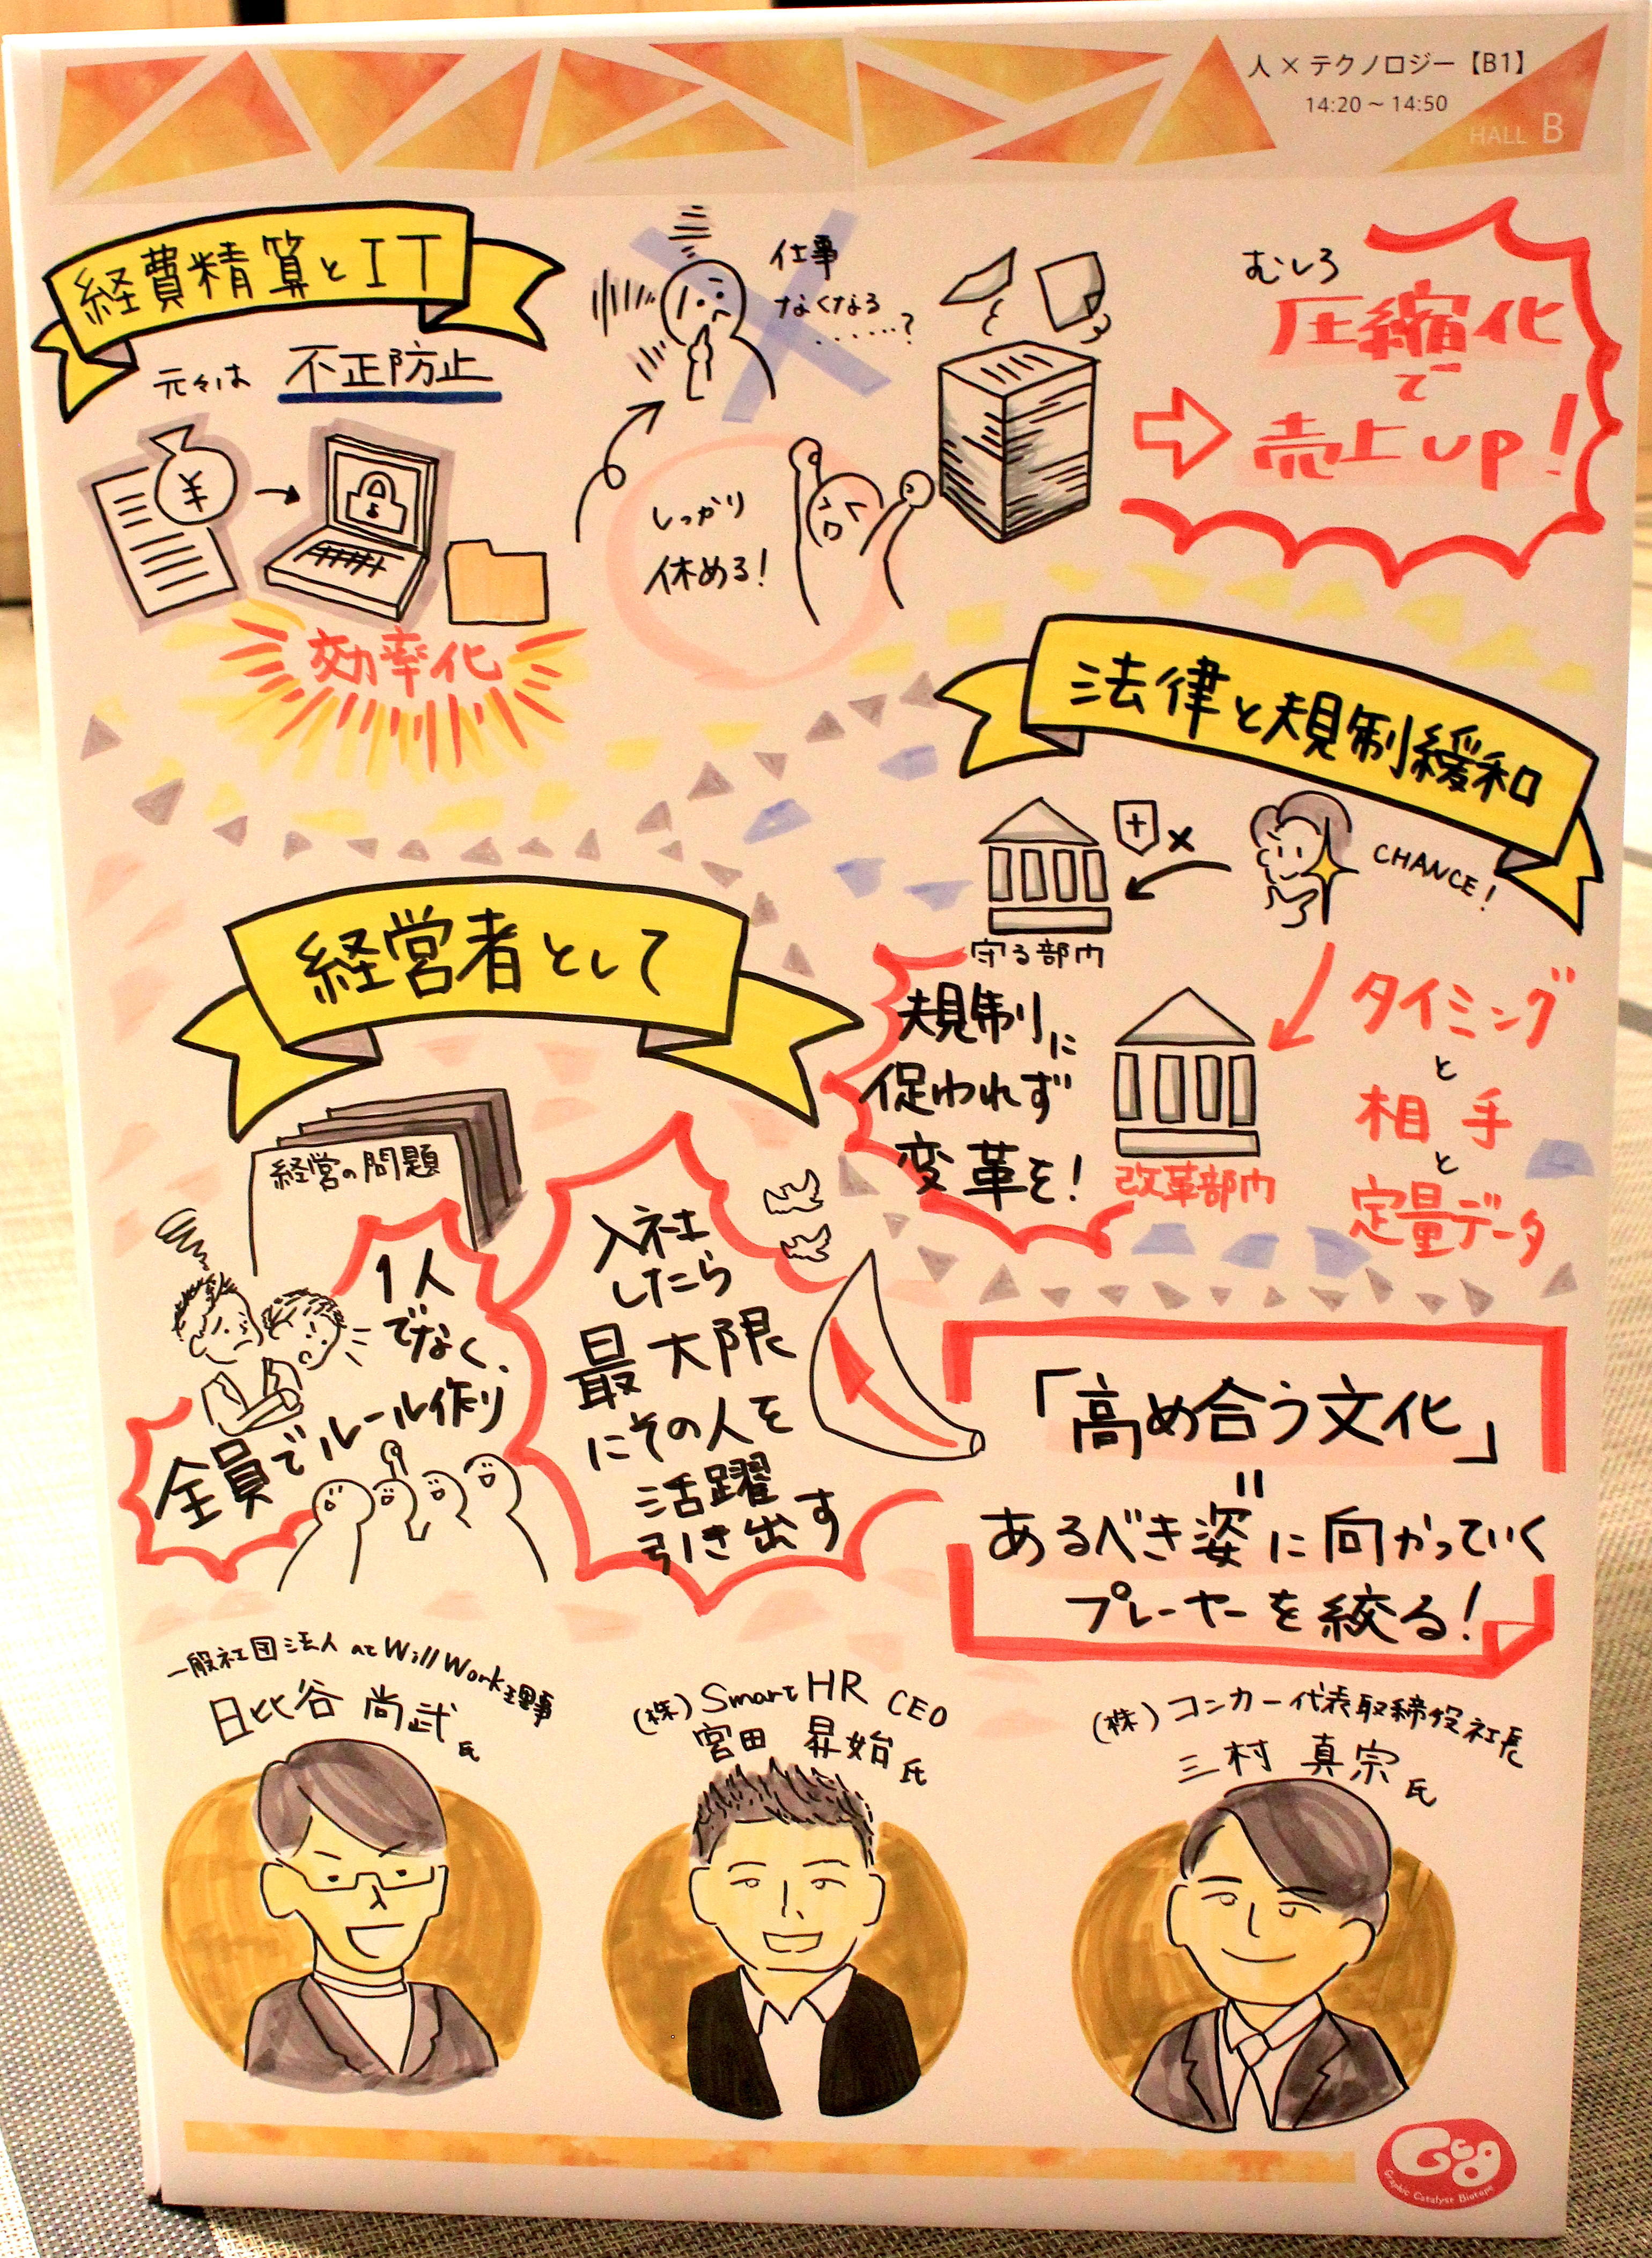 人×テクノロジー【B1】
14:20～14:50
HALL B
経費精算とIT
元々は 不正防止
¥
効率化
仕事
なくなる
……?
しっかり
休める!
むしろ
圧縮化
で
売上up!
法律と規制緩和
CHANCE!
守る部門
規制に
促われず
変革を!
改革部門
タイミング
と
相手
と
定量データ
経営者として
経営の問題
1人
でなく、
全員でルール作り
入社
したら
最大限
にその人を
活躍
引き出す
「高め合う文化」
=
あるべき姿に向かっていく
プレーヤーを絞る!
一般社団法人 at Will Work 理事
日比谷 尚武氏
(株)SmartHR CEO
宮田 昇始氏
(株)コンカー代表取締役社長
三村 真宗氏
Gcg
Graphic Catalyst Biotope